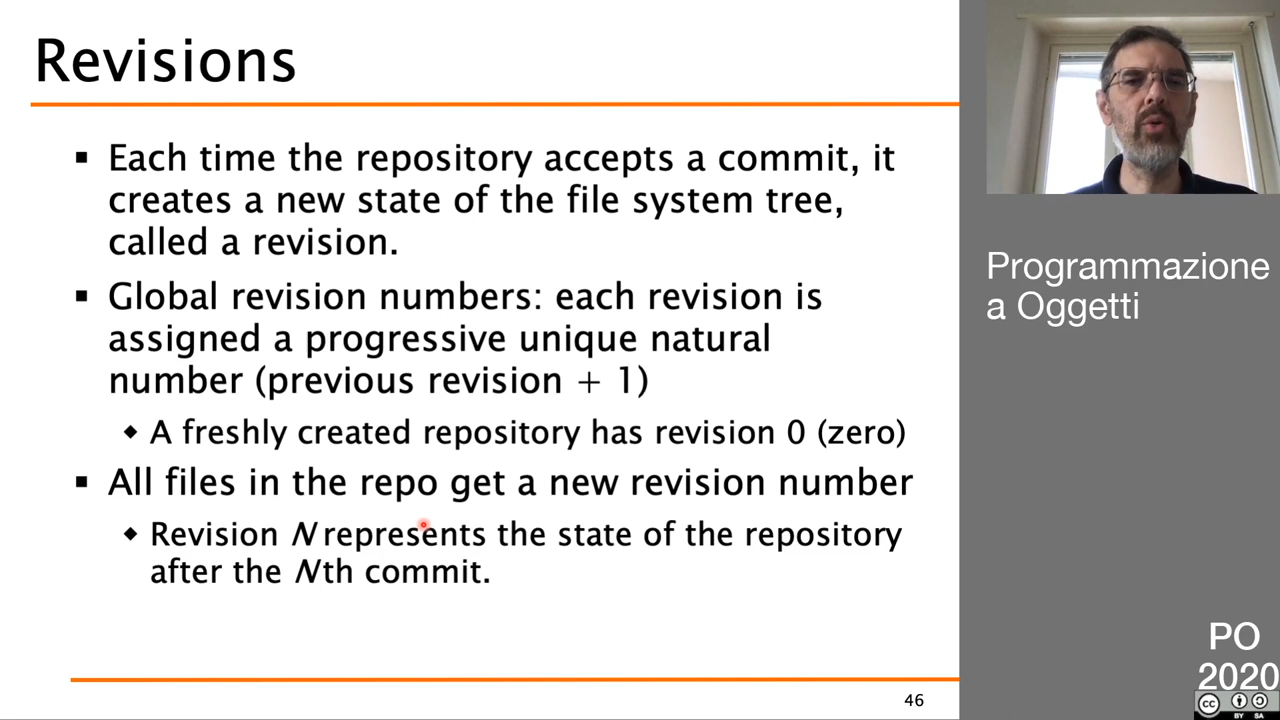 Revisions
▪ Each time the repository accepts a commit, it
creates a new state of the file system tree,
called a revision.
▪ Global revision numbers: each revision is
assigned a progressive unique natural
number (previous revision + 1)
◆ A freshly created repository has revision 0 (zero)
▪ All files in the repo get a new revision number
◆ Revision N represents the state of the repository
after the Nth commit.
46
Programmazione
a Oggetti
PO
2020
cc
BY SA